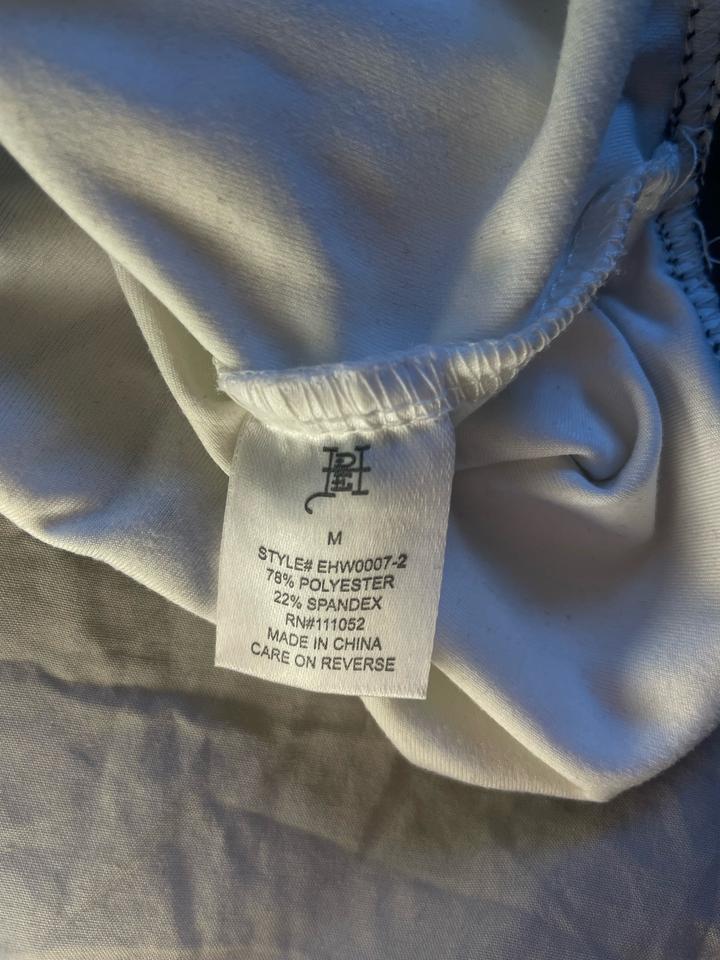 M
STYLE# EHW0007-2
78% POLYESTER
22% SPANDEX
RN#111052
MADE IN CHINA
CARE ON REVERSE